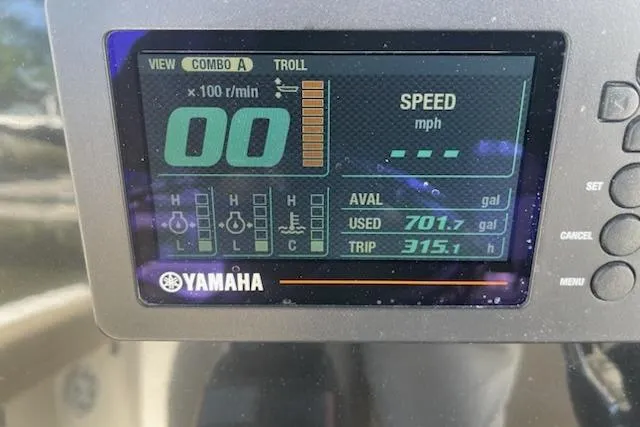 VIEW COMBO A TROLL
× 100 r/min
00
SPEED
mph
- - -
H H H
L L C
AVAL gal
USED 701.7 gal
TRIP 315.1 h
YAMAHA
SET
CANCEL
MENU